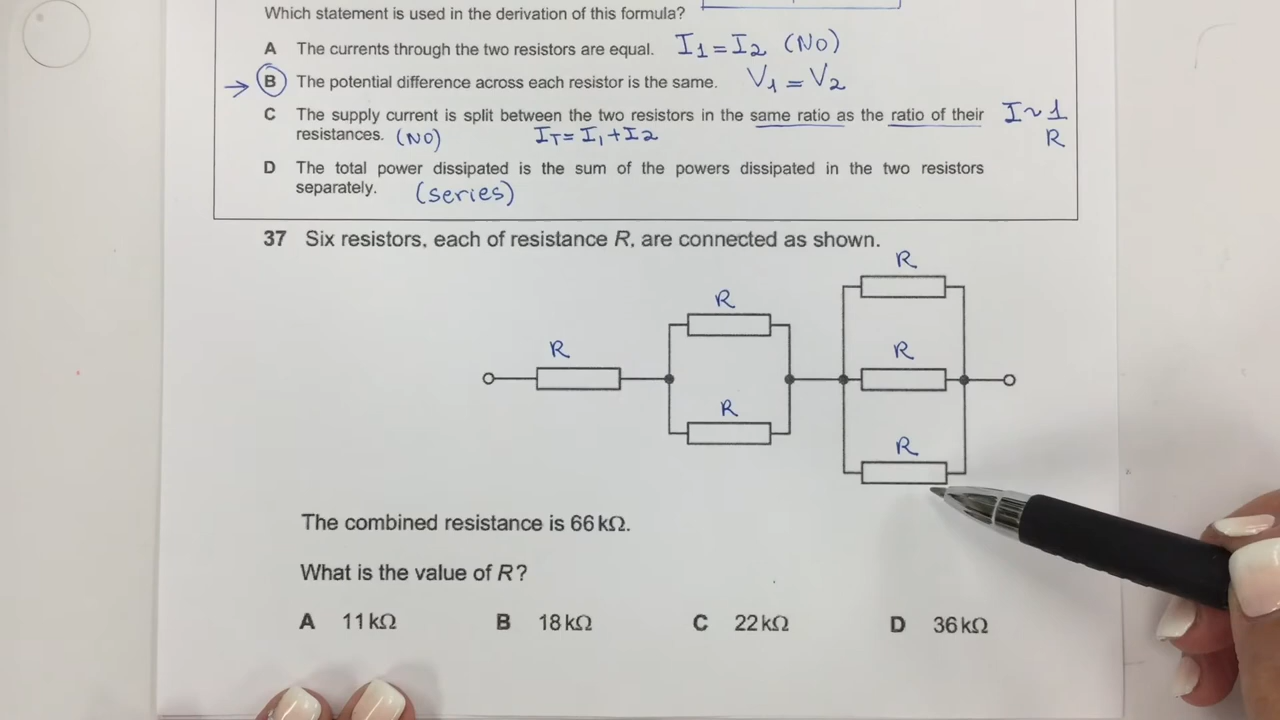 Which statement is used in the derivation of this formula?
A The currents through the two resistors are equal. I1 = I2 (NO)
→ B The potential difference across each resistor is the same. V1 = V2
C The supply current is split between the two resistors in the same ratio as the ratio of their I ~ 1
resistances. (NO) IT = I1 + I2 R
D The total power dissipated is the sum of the powers dissipated in the two resistors
separately. (series)
37 Six resistors, each of resistance R, are connected as shown.
R
R
R
R
R
R
The combined resistance is 66 kΩ.
What is the value of R?
A 11 kΩ B 18 kΩ C 22 kΩ D 36 kΩ